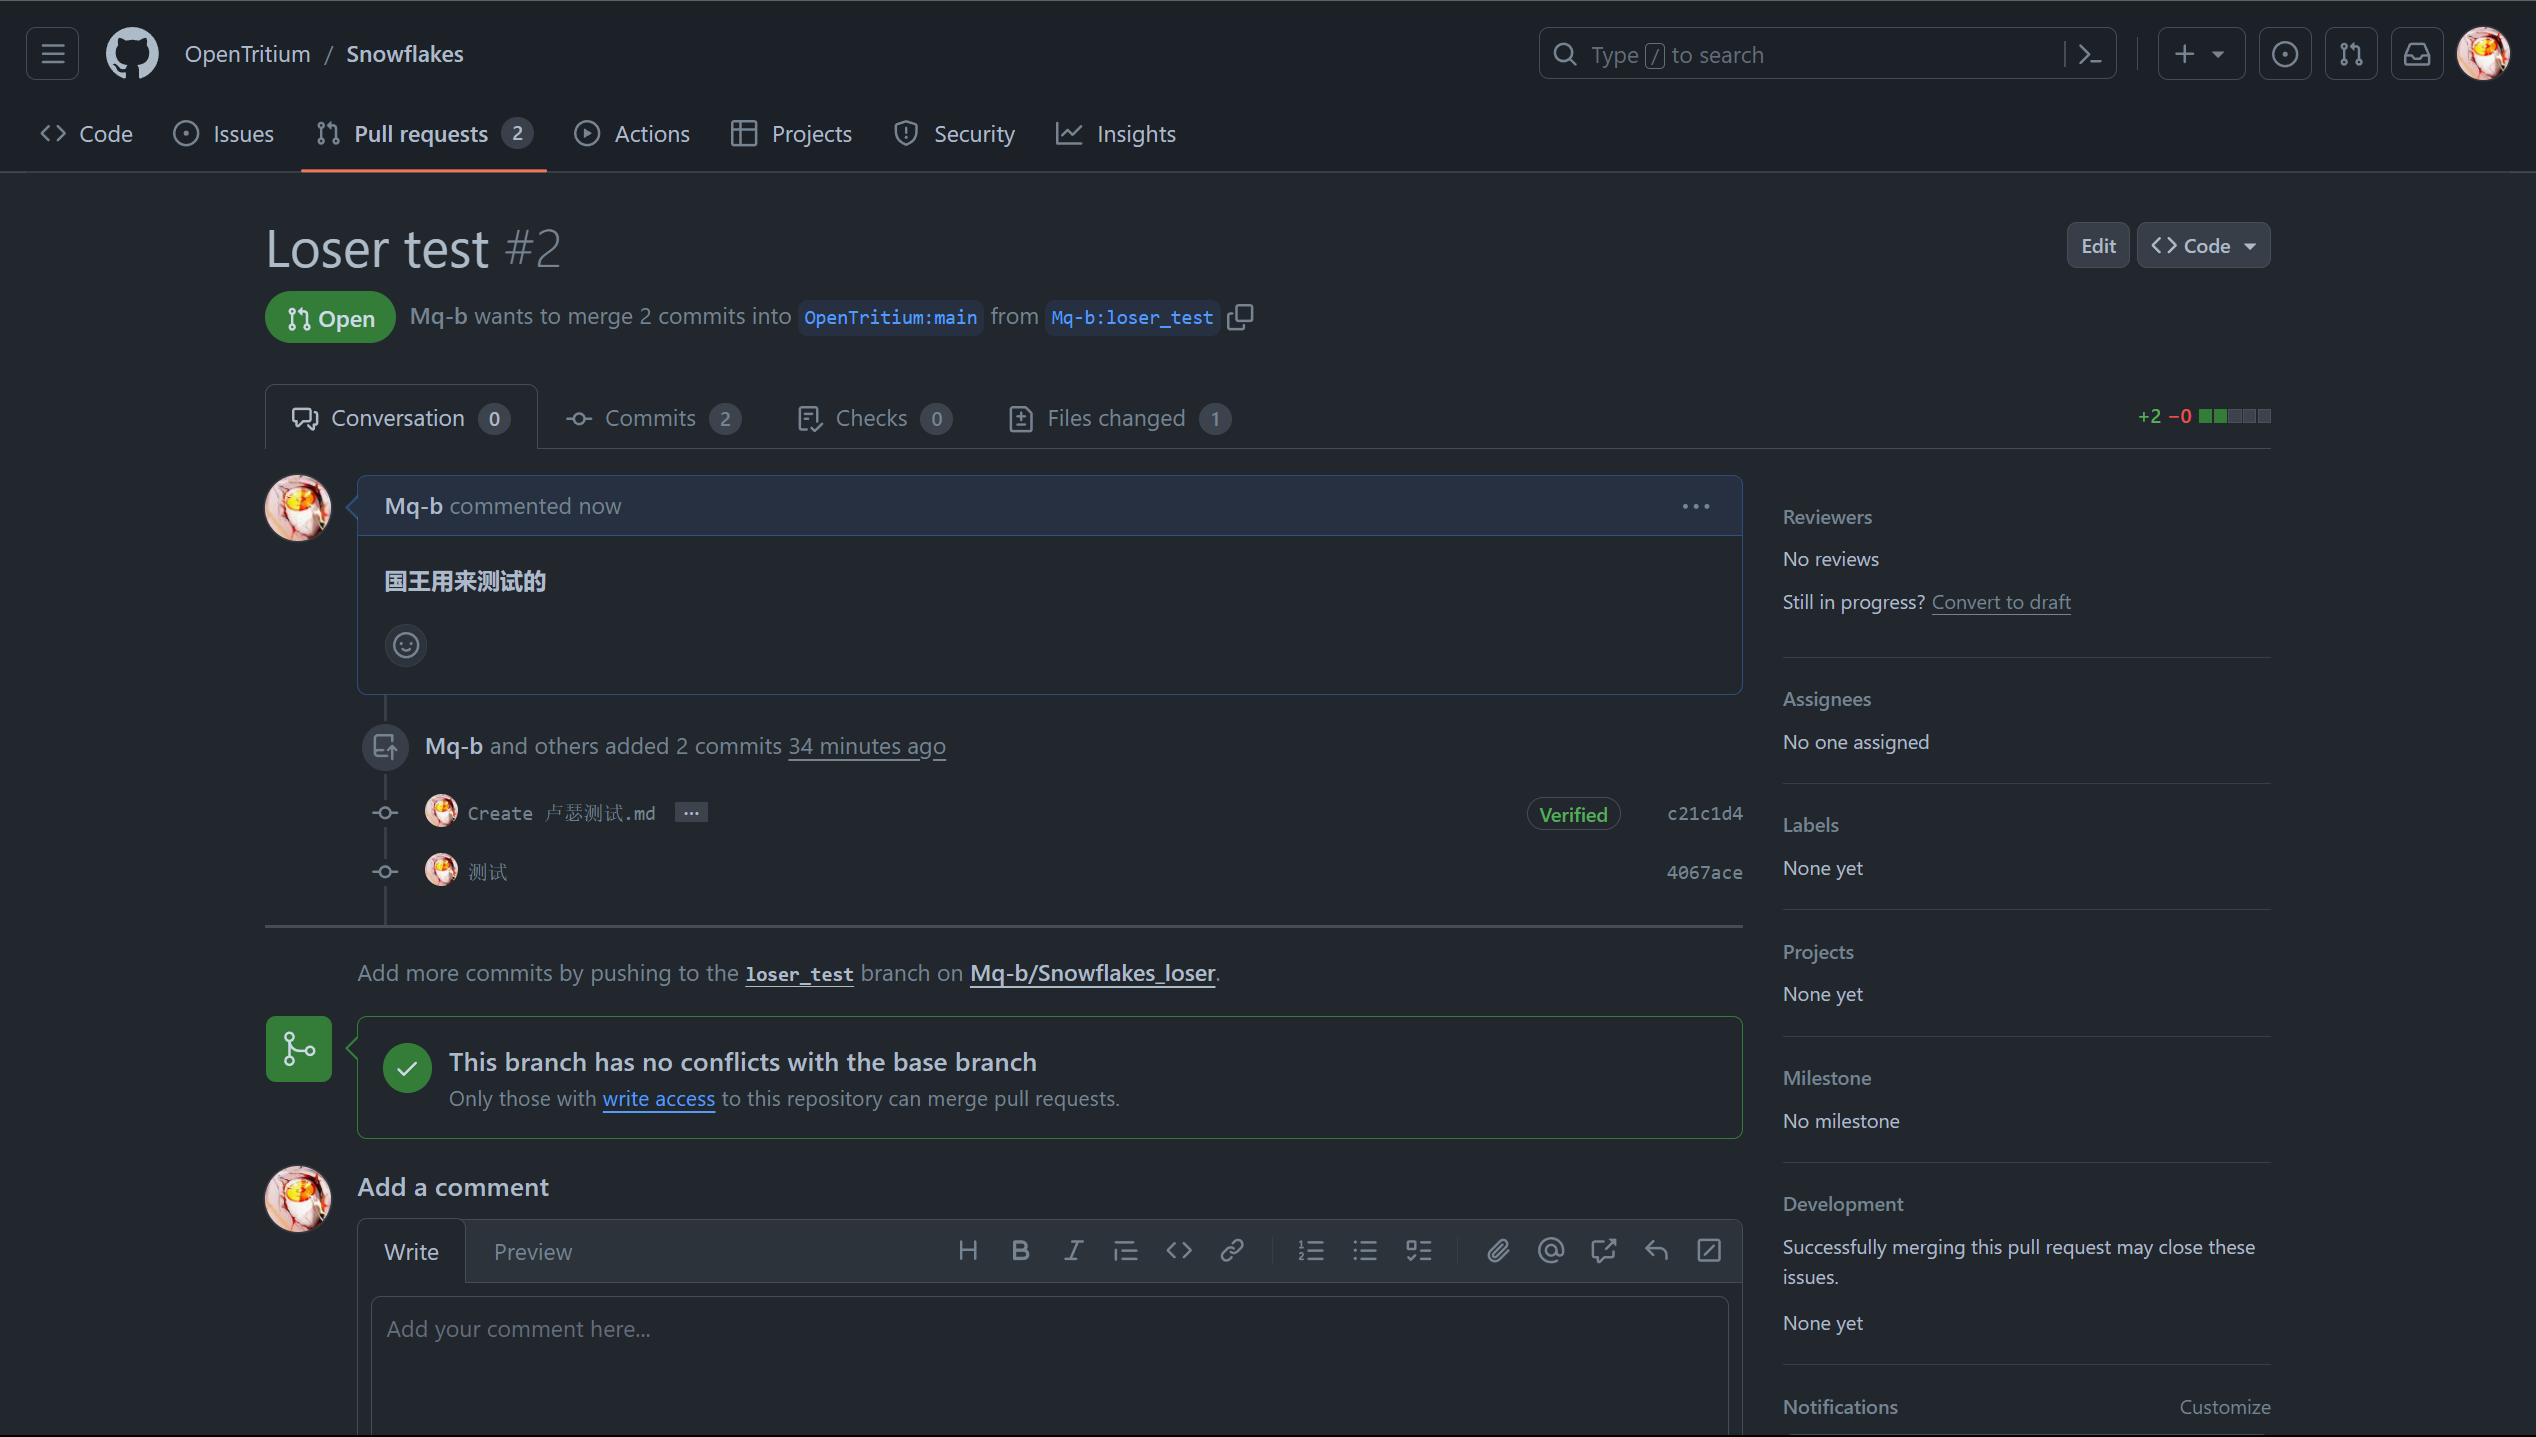 OpenTritium / Snowflakes
Type / to search
Code
Issues
Pull requests 2
Actions
Projects
Security
Insights
Loser test #2
Edit
Code
Open
Mq-b wants to merge 2 commits into OpenTritium:main from Mq-b:loser_test
Conversation 0
Commits 2
Checks 0
Files changed 1
+2 −0
Mq-b commented now
国王用来测试的
Mq-b and others added 2 commits 34 minutes ago
Create 卢瑟测试.md
Verified
c21c1d4
测试
4067ace
Add more commits by pushing to the loser_test branch on Mq-b/Snowflakes_loser.
This branch has no conflicts with the base branch
Only those with write access to this repository can merge pull requests.
Add a comment
Write
Preview
Add your comment here...
Reviewers
No reviews
Still in progress? Convert to draft
Assignees
No one assigned
Labels
None yet
Projects
None yet
Milestone
No milestone
Development
Successfully merging this pull request may close these
issues.
None yet
Notifications
Customize